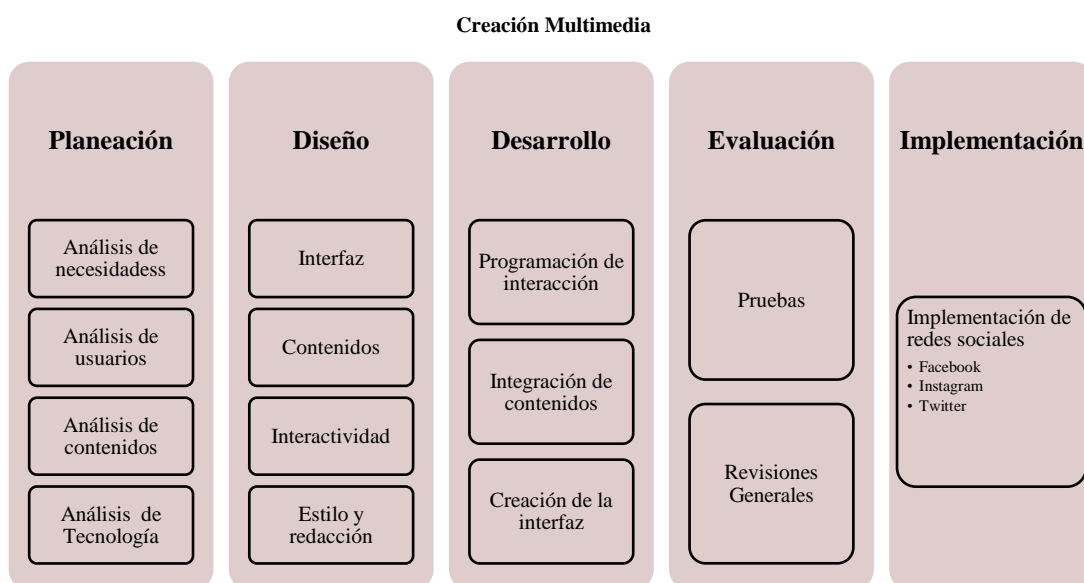 Creación Multimedia
Planeación
Análisis de
necesidadess
Análisis de
usuarios
Análisis de
contenidos
Análisis de
Tecnología
Diseño
Interfaz
Contenidos
Interactividad
Estilo y
redacción
Desarrollo
Programación de
interacción
Integración de
contenidos
Creación de la
interfaz
Evaluación
Pruebas
Revisiones
Generales
Implementación
Implementación de
redes sociales
• Facebook
• Instagram
• Twitter